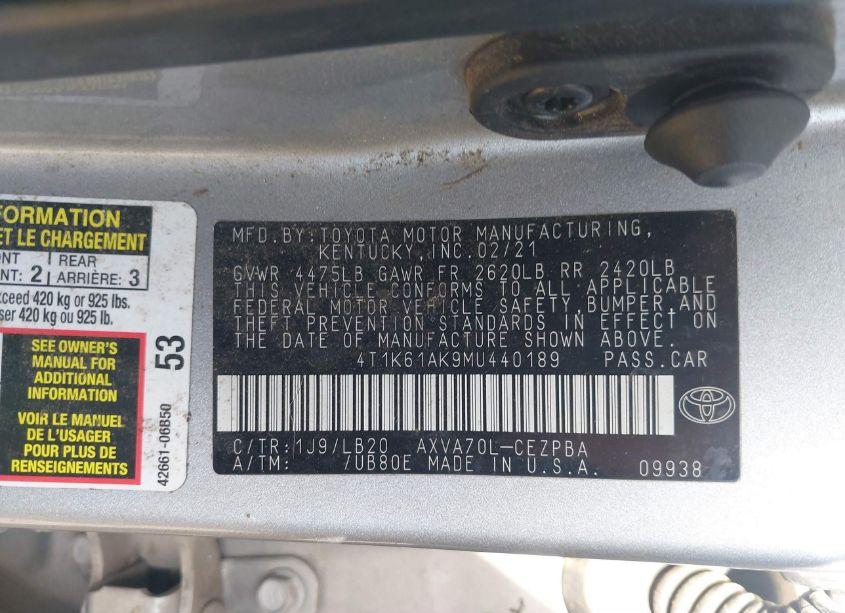 FORMATION
ET LE CHARGEMENT
ONT REAR
NT: 2 ARRIÈRE: 3
xceed 420 kg or 925 lbs.
ser 420 kg ou 925 lb.
SEE OWNER'S
MANUAL FOR
ADDITIONAL
INFORMATION
VOIR LE MANUEL
DE L'USAGER
POUR PLUS DE
RENSEIGNEMENTS
53
42661-06B50
MFD.BY:TOYOTA MOTOR MANUFACTURING,
KENTUCKY,INC.02/21
GVWR 4475LB GAWR FR 2620LB RR 2420LB
THIS VEHICLE CONFORMS TO ALL APPLICABLE
FEDERAL MOTOR VEHICLE SAFETY,BUMPER,AND
THEFT PREVENTION STANDARDS IN EFFECT ON
THE DATE OF MANUFACTURE SHOWN ABOVE.
4T1K61AK9MU440189 PASS.CAR
C/TR:1J9/LB20 AXVA70L-CEZPBA
A/TM: /UB80E MADE IN U.S.A. 09938